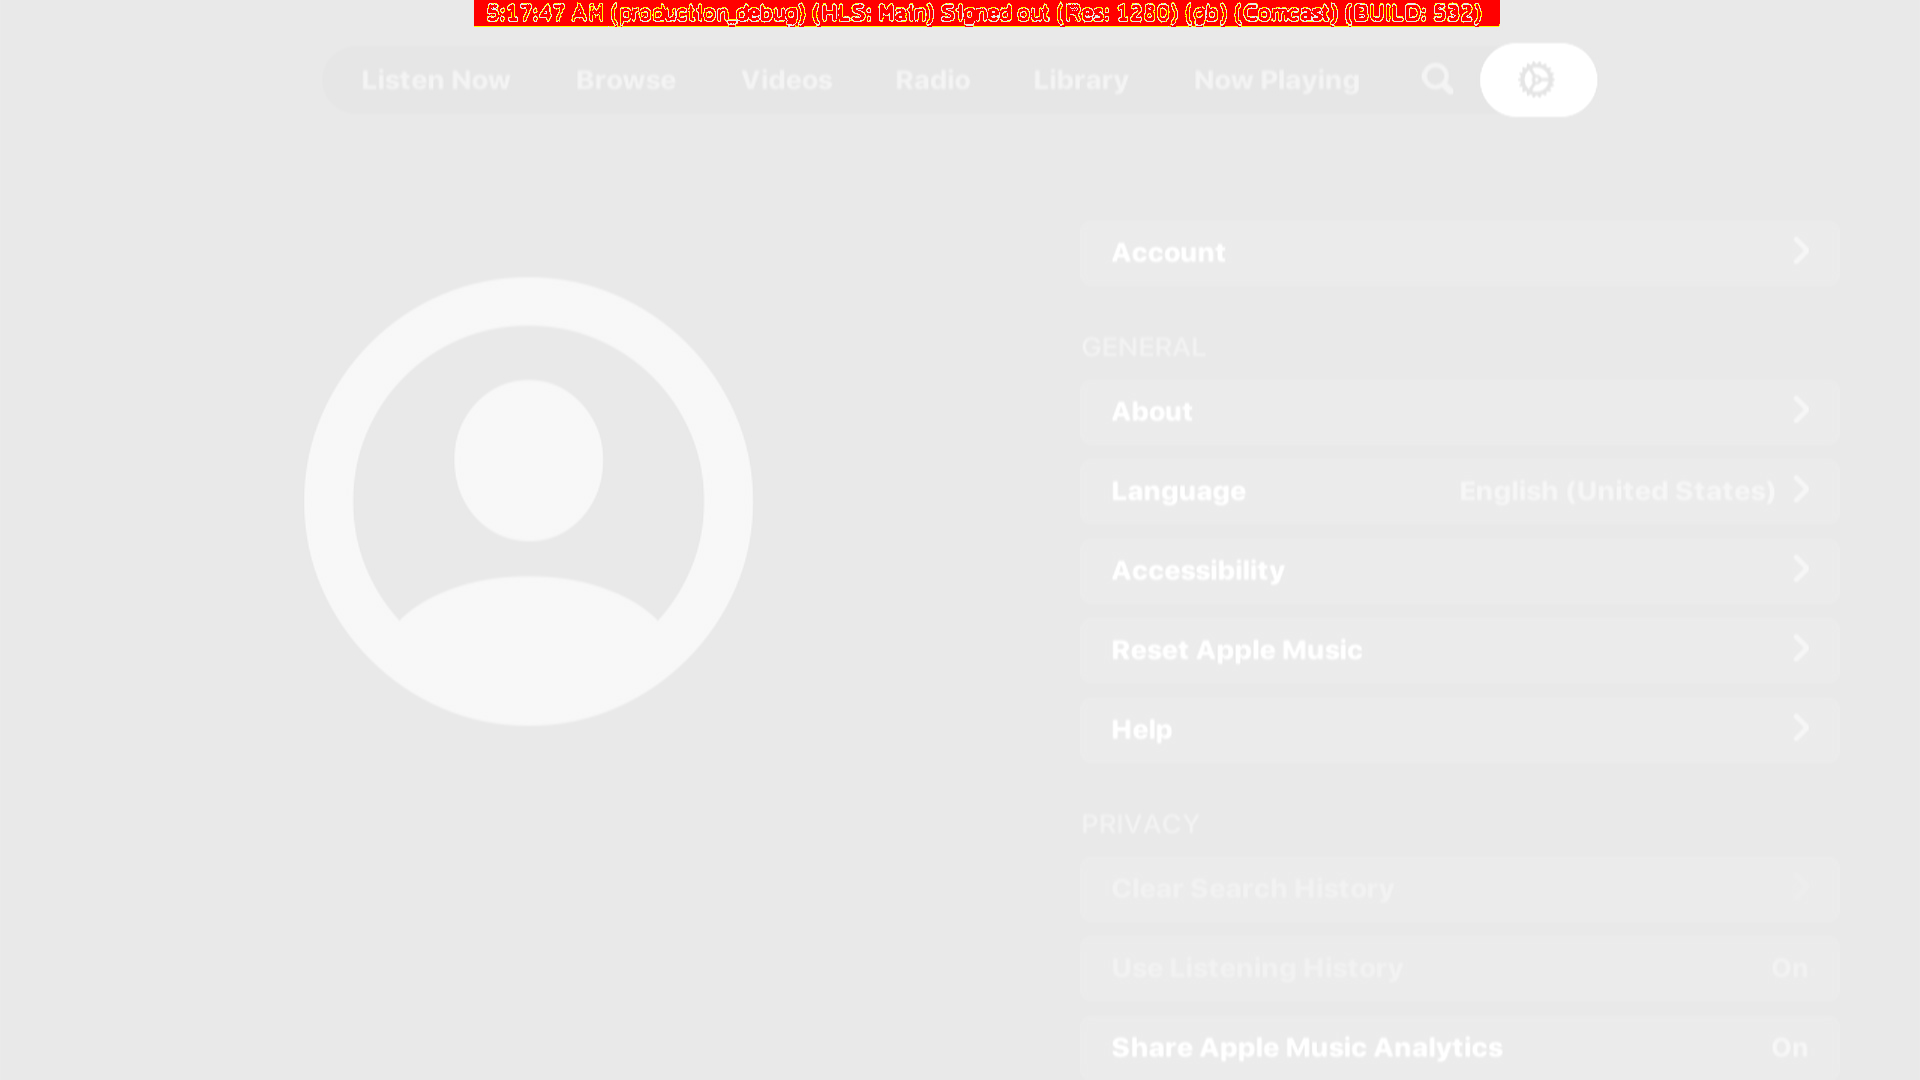 5:17:47 AM (production_debug) (HLS: Main) Signed out (Res: 1280) (gb) (Comcast) (BUILD: 532)
Listen Now Browse Videos Radio Library Now Playing
Account
GENERAL
About
Language English (United States)
Accessibility
Reset Apple Music
Help
PRIVACY
Clear Search History
Use Listening History On
Share Apple Music Analytics On